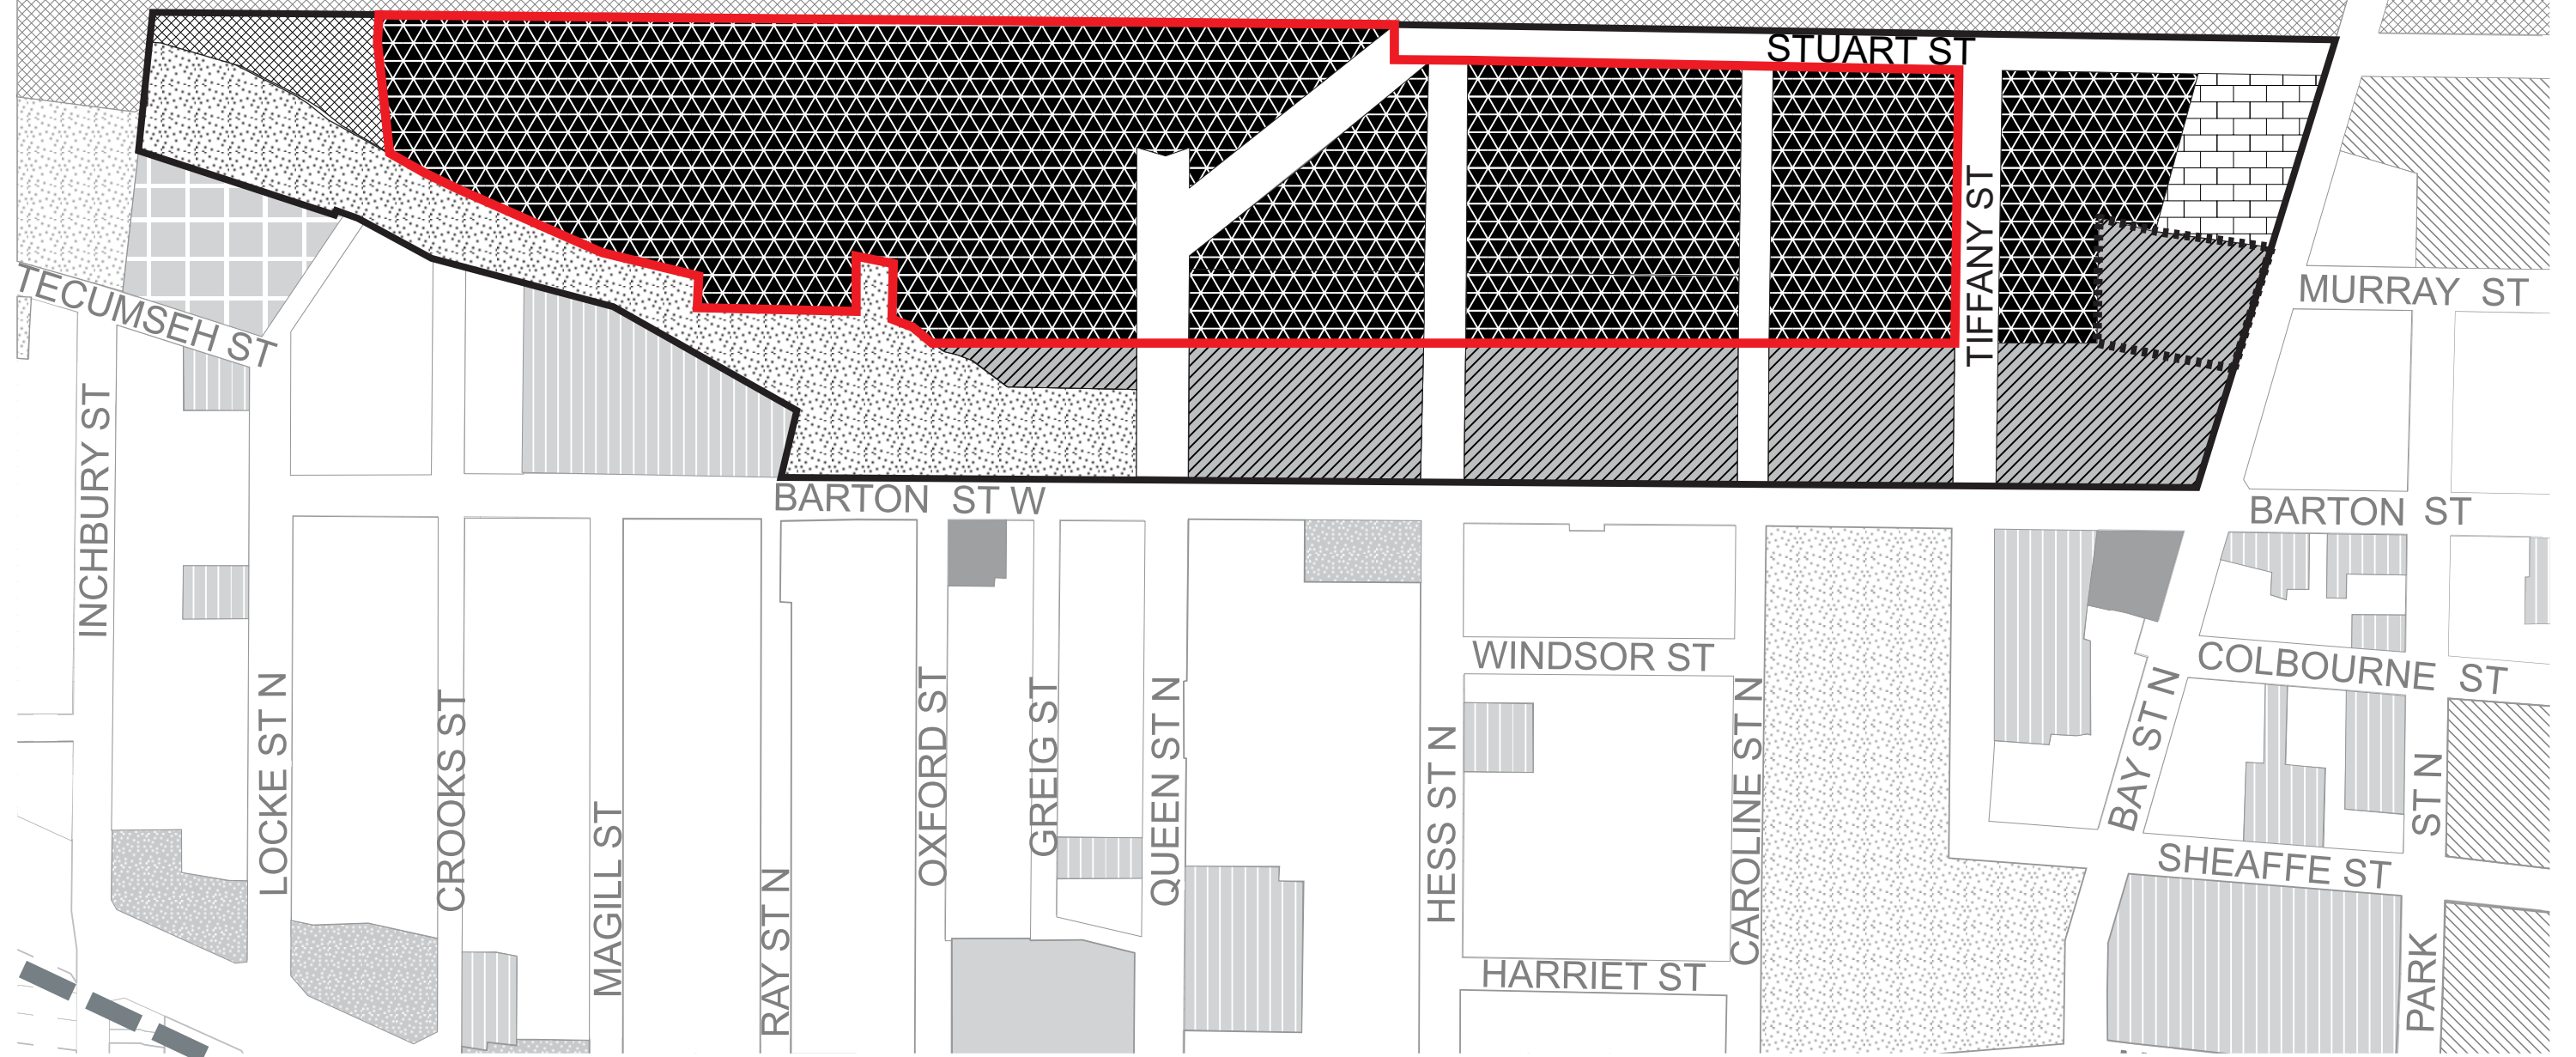 STUART ST
TIFFANY ST
MURRAY ST
TECUMSEH ST
BARTON ST W
BARTON ST
INCHBURY ST
LOCKE ST N
CROOKS ST
MAGILL ST
RAY ST N
OXFORD ST
GREIG ST
QUEEN ST N
HESS ST N
WINDSOR ST
CAROLINE ST N
HARRIET ST
BAY ST N
COLBOURNE ST
SHEAFFE ST
PARK ST N